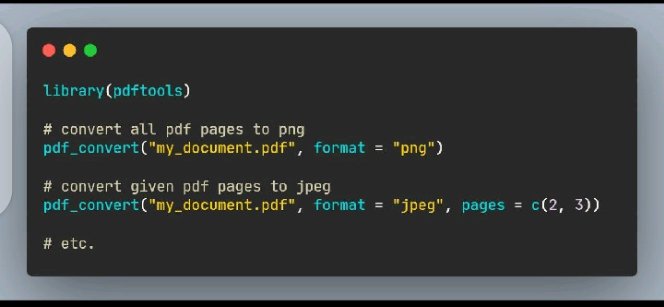 library(pdftools)
# convert all pdf pages to png
pdf_convert("my_document.pdf", format = "png")
# convert given pdf pages to jpeg
pdf_convert("my_document.pdf", format = "jpeg", pages = c(2, 3))
# etc.